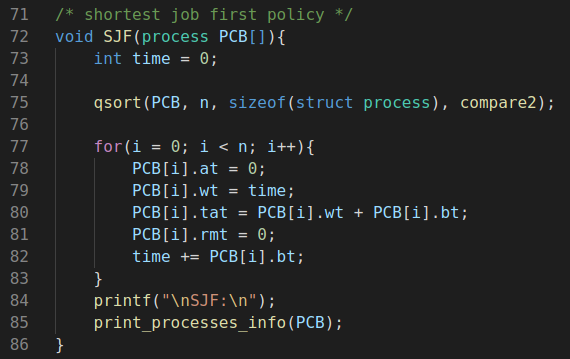 71 /* shortest job first policy */
72 void SJF(process PCB[]){
73     int time = 0;
74
75     qsort(PCB, n, sizeof(struct process), compare2);
76
77     for(i = 0; i < n; i++){
78         PCB[i].at = 0;
79         PCB[i].wt = time;
80         PCB[i].tat = PCB[i].wt + PCB[i].bt;
81         PCB[i].rmt = 0;
82         time += PCB[i].bt;
83     }
84     printf("\nSJF:\n");
85     print_processes_info(PCB);
86 }